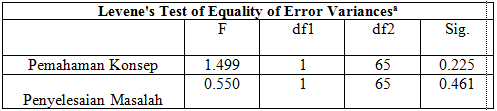 Levene's Test of Equality of Error Variancesᵃ
F df1 df2 Sig.
Pemahaman Konsep 1.499 1 65 0.225
Penyelesaian Masalah 0.550 1 65 0.461